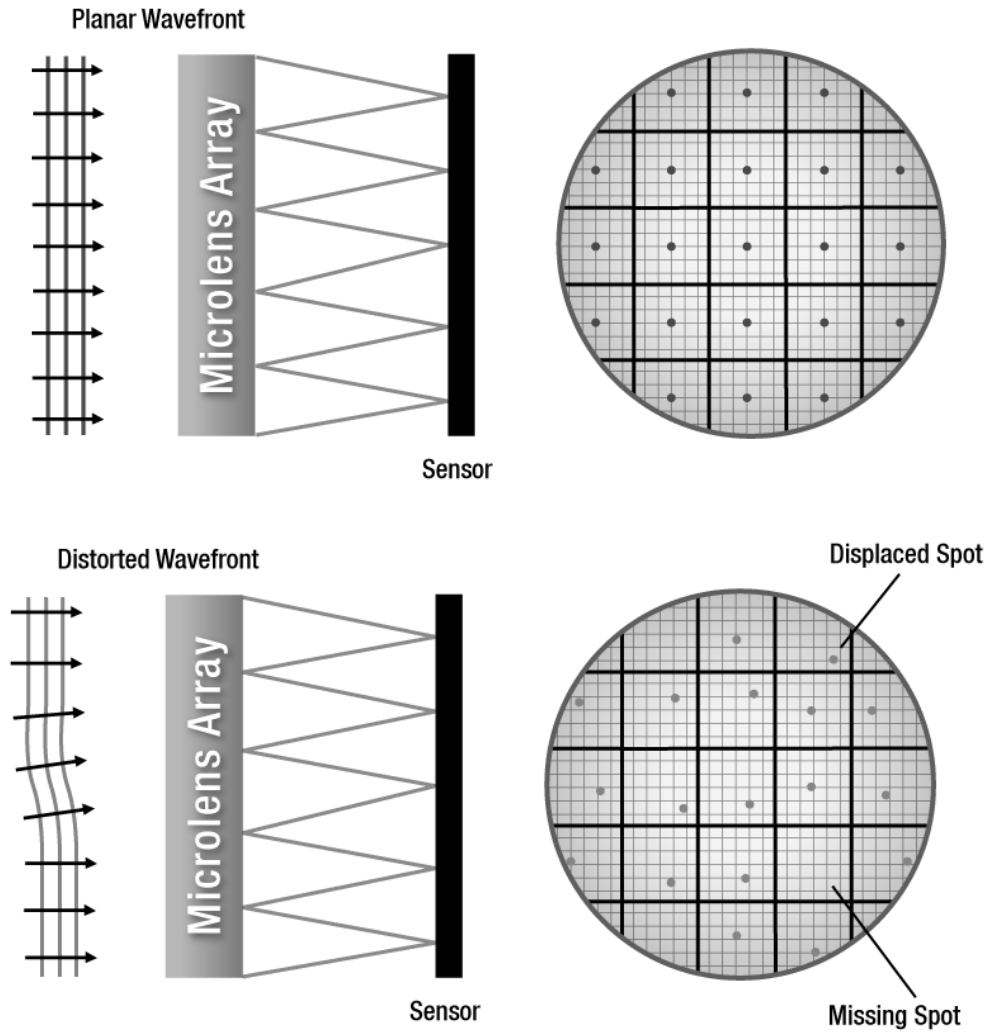 Planar Wavefront
Microlens Array
Sensor
Distorted Wavefront
Displaced Spot
Microlens Array
Sensor
Missing Spot